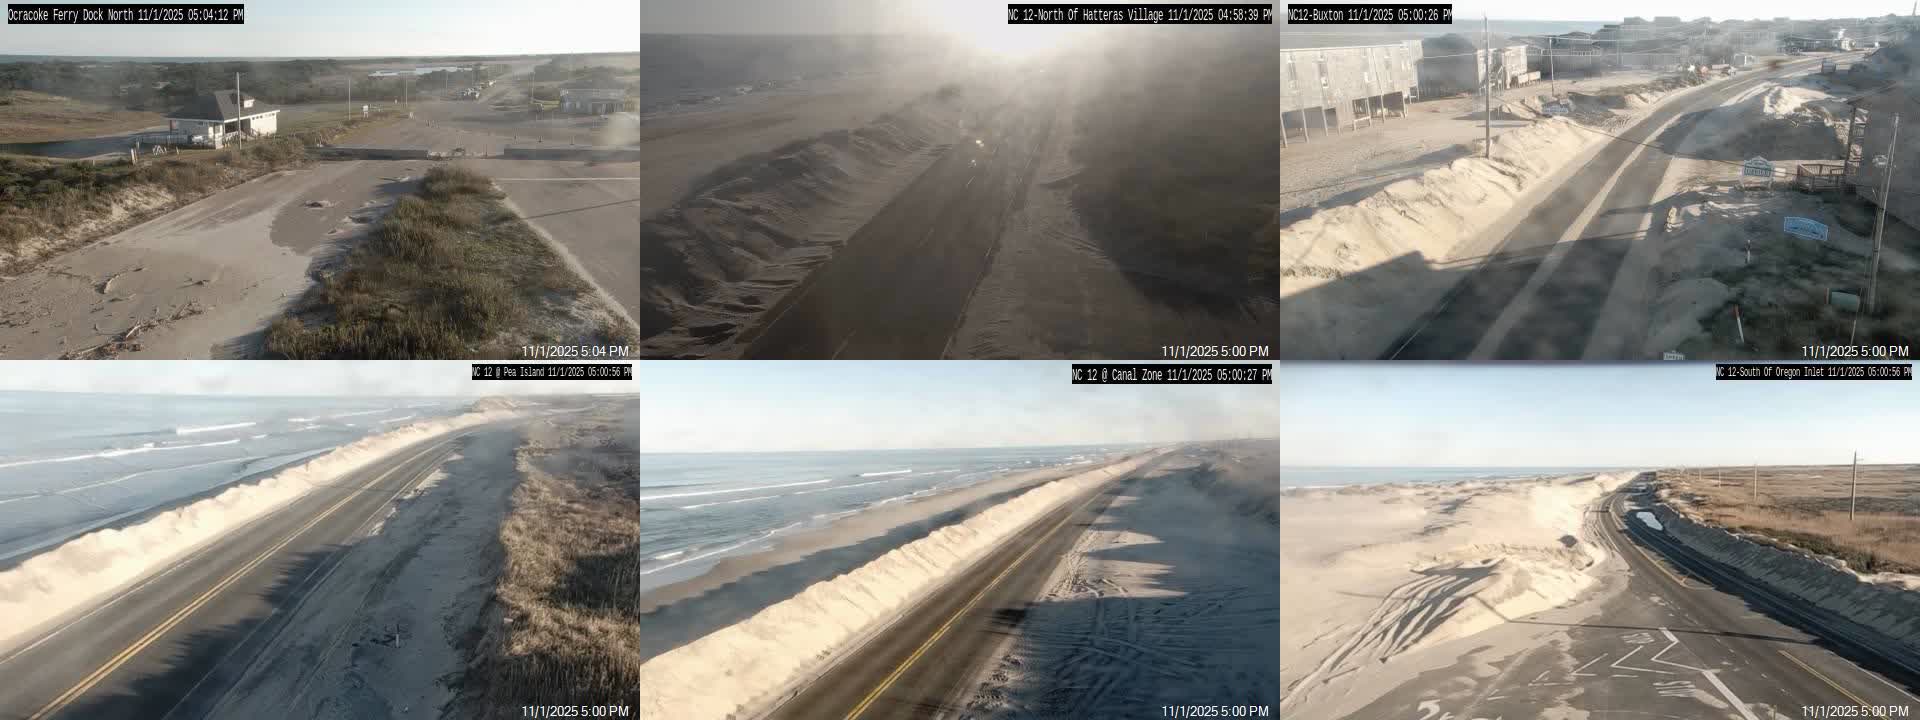 Ocracoke Ferry Dock North 11/1/2025 05:04:12 PM
11/1/2025 5:04 PM
NC 12-North Of Hatteras Village 11/1/2025 04:58:39 PM
11/1/2025 5:00 PM
NC12-Buxton 11/1/2025 05:00:26 PM
11/1/2025 5:00 PM
NC 12 @ Pea Island 11/1/2025 05:00:56 PM
11/1/2025 5:00 PM
NC 12 @ Canal Zone 11/1/2025 05:00:27 PM
11/1/2025 5:00 PM
NC 12-South Of Oregon Inlet 11/1/2025 05:00:56 PM
11/1/2025 5:00 PM